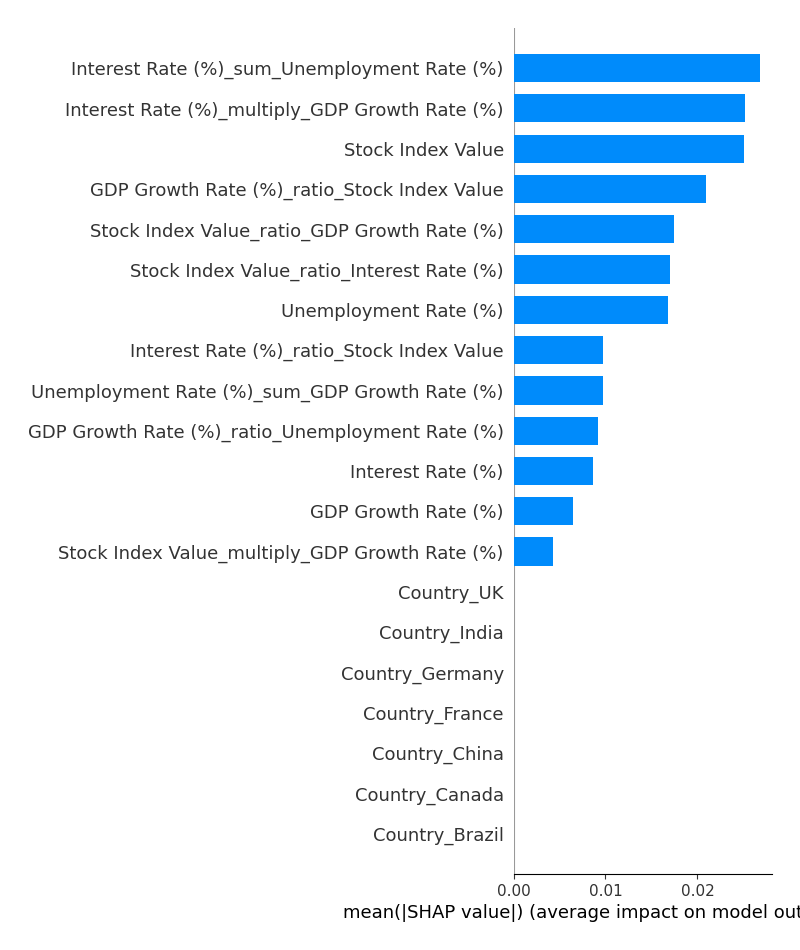 Interest Rate (%)_sum_Unemployment Rate (%)
Interest Rate (%)_multiply_GDP Growth Rate (%)
Stock Index Value
GDP Growth Rate (%)_ratio_Stock Index Value
Stock Index Value_ratio_GDP Growth Rate (%)
Stock Index Value_ratio_Interest Rate (%)
Unemployment Rate (%)
Interest Rate (%)_ratio_Stock Index Value
Unemployment Rate (%)_sum_GDP Growth Rate (%)
GDP Growth Rate (%)_ratio_Unemployment Rate (%)
Interest Rate (%)
GDP Growth Rate (%)
Stock Index Value_multiply_GDP Growth Rate (%)
Country_UK
Country_India
Country_Germany
Country_France
Country_China
Country_Canada
Country_Brazil
0.00 0.01 0.02
mean(|SHAP value|) (average impact on model out